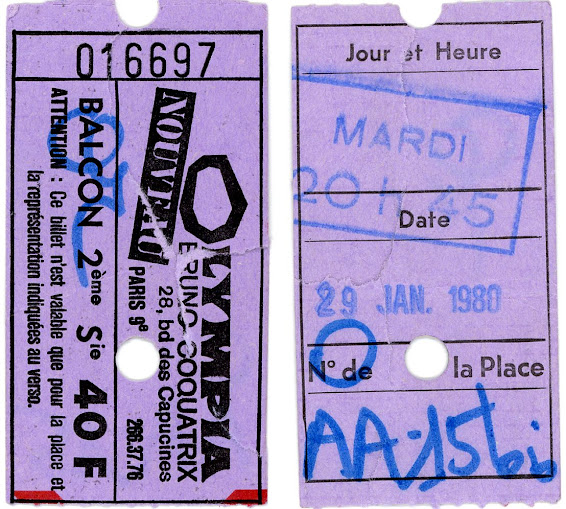 016697
NOUVEAU
OLYMPIA
BRUNO COQUATRIX
28, bd des Capucines
PARIS 9e 266.37.76
BALCON 2ème Sie 40 F
ATTENTION : Ce billet n'est valable que pour la place et
la représentation indiquées au verso.
Jour et Heure
MARDI
20 H 45
Date
29 JAN. 1980
N° de la Place
AA-15 bis